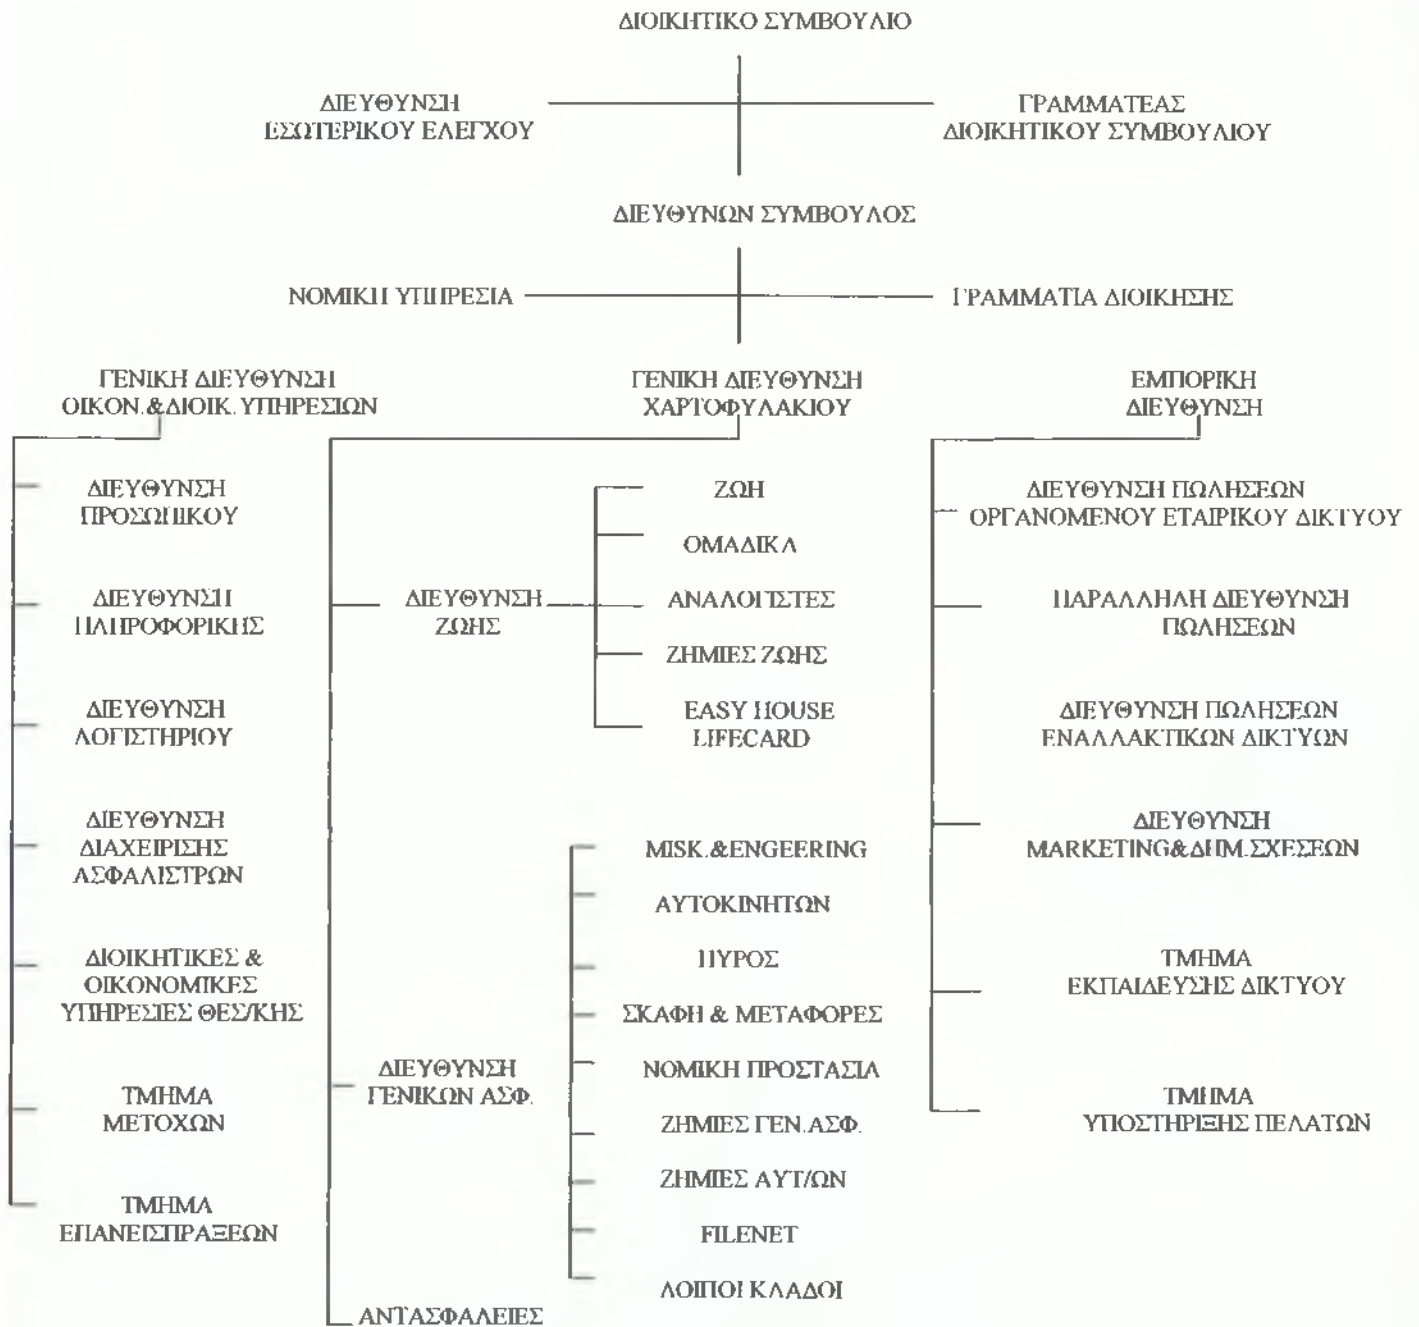 ΔΙΟΙΚΗΤΙΚΟ ΣΥΜΒΟΥΛΙΟ
ΔΙΕΥΘΥΝΣΗ
ΕΣΩΤΕΡΙΚΟΥ ΕΛΕΓΧΟΥ
ΓΡΑΜΜΑΤΕΑΣ
ΔΙΟΙΚΗΤΙΚΟΥ ΣΥΜΒΟΥΛΙΟΥ
ΔΙΕΥΘΥΝΩΝ ΣΥΜΒΟΥΛΟΣ
ΝΟΜΙΚΗ ΥΠΗΡΕΣΙΑ
ΓΡΑΜΜΑΤΙΑ ΔΙΟΙΚΗΣΗΣ
ΓΕΝΙΚΗ ΔΙΕΥΘΥΝΣΗ
ΟΙΚΟΝ.&ΔΙΟΙΚ.ΥΠΗΡΕΣΙΩΝ
ΔΙΕΥΘΥΝΣΗ
ΠΡΟΣΩΠΙΚΟΥ
ΔΙΕΥΘΥΝΣΗ
ΠΛΗΡΟΦΟΡΙΚΗΣ
ΔΙΕΥΘΥΝΣΗ
ΛΟΓΙΣΤΗΡΙΟΥ
ΔΙΕΥΘΥΝΣΗ
ΔΙΑΧΕΙΡΙΣΗΣ
ΑΣΦΑΛΙΣΤΡΩΝ
ΔΙΟΙΚΗΤΙΚΕΣ &
ΟΙΚΟΝΟΜΙΚΕΣ
ΥΠΗΡΕΣΙΕΣ ΘΕΣ/ΚΗΣ
ΤΜΗΜΑ
ΜΕΤΟΧΩΝ
ΤΜΗΜΑ
ΕΠΑΝΕΙΣΠΡΑΞΕΩΝ
ΓΕΝΙΚΗ ΔΙΕΥΘΥΝΣΗ
ΧΑΡΤΟΦΥΛΑΚΙΟΥ
ΔΙΕΥΘΥΝΣΗ
ΖΩΗΣ
ΖΩΗ
ΟΜΑΔΙΚΑ
ΑΝΑΛΟΓΙΣΤΕΣ
ΖΗΜΙΕΣ ΖΩΗΣ
EASY HOUSE
LIFECARD
ΔΙΕΥΘΥΝΣΗ
ΓΕΝΙΚΩΝ ΑΣΦ.
MISK.&ENGEERING
ΑΥΤΟΚΙΝΗΤΩΝ
ΠΥΡΟΣ
ΣΚΑΦΗ & ΜΕΤΑΦΟΡΕΣ
ΝΟΜΙΚΗ ΠΡΟΣΤΑΣΙΑ
ΖΗΜΙΕΣ ΓΕΝ.ΑΣΦ.
ΖΗΜΙΕΣ ΑΥΤ/ΩΝ
FILENET
ΛΟΙΠΟΙ ΚΛΑΔΟΙ
ΑΝΤΑΣΦΑΛΕΙΕΣ
ΕΜΠΟΡΙΚΗ
ΔΙΕΥΘΥΝΣΗ
ΔΙΕΥΘΥΝΣΗ ΠΩΛΗΣΕΩΝ
ΟΡΓΑΝΟΜΕΝΟΥ ΕΤΑΙΡΙΚΟΥ ΔΙΚΤΥΟΥ
ΠΑΡΑΛΛΗΛΗ ΔΙΕΥΘΥΝΣΗ
ΠΩΛΗΣΕΩΝ
ΔΙΕΥΘΥΝΣΗ ΠΩΛΗΣΕΩΝ
ΕΝΑΛΛΑΚΤΙΚΩΝ ΔΙΚΤΥΩΝ
ΔΙΕΥΘΥΝΣΗ
MARKETING&ΔΗΜ.ΣΧΕΣΕΩΝ
ΤΜΗΜΑ
ΕΚΠΑΙΔΕΥΣΗΣ ΔΙΚΤΥΟΥ
ΤΜΗΜΑ
ΥΠΟΣΤΗΡΙΞΗΣ ΠΕΛΑΤΩΝ